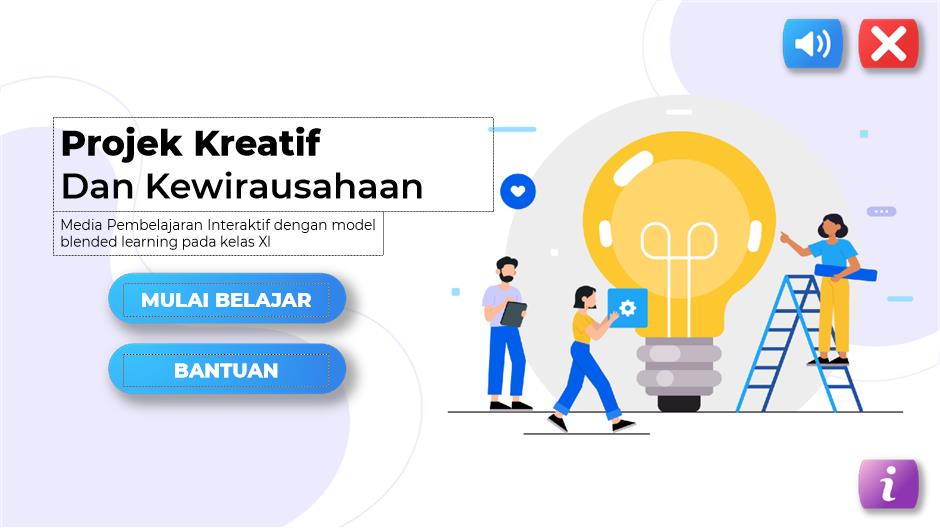 Projek Kreatif
Dan Kewirausahaan
Media Pembelajaran Interaktif dengan model
blended learning pada kelas XI
MULAI BELAJAR
BANTUAN
i